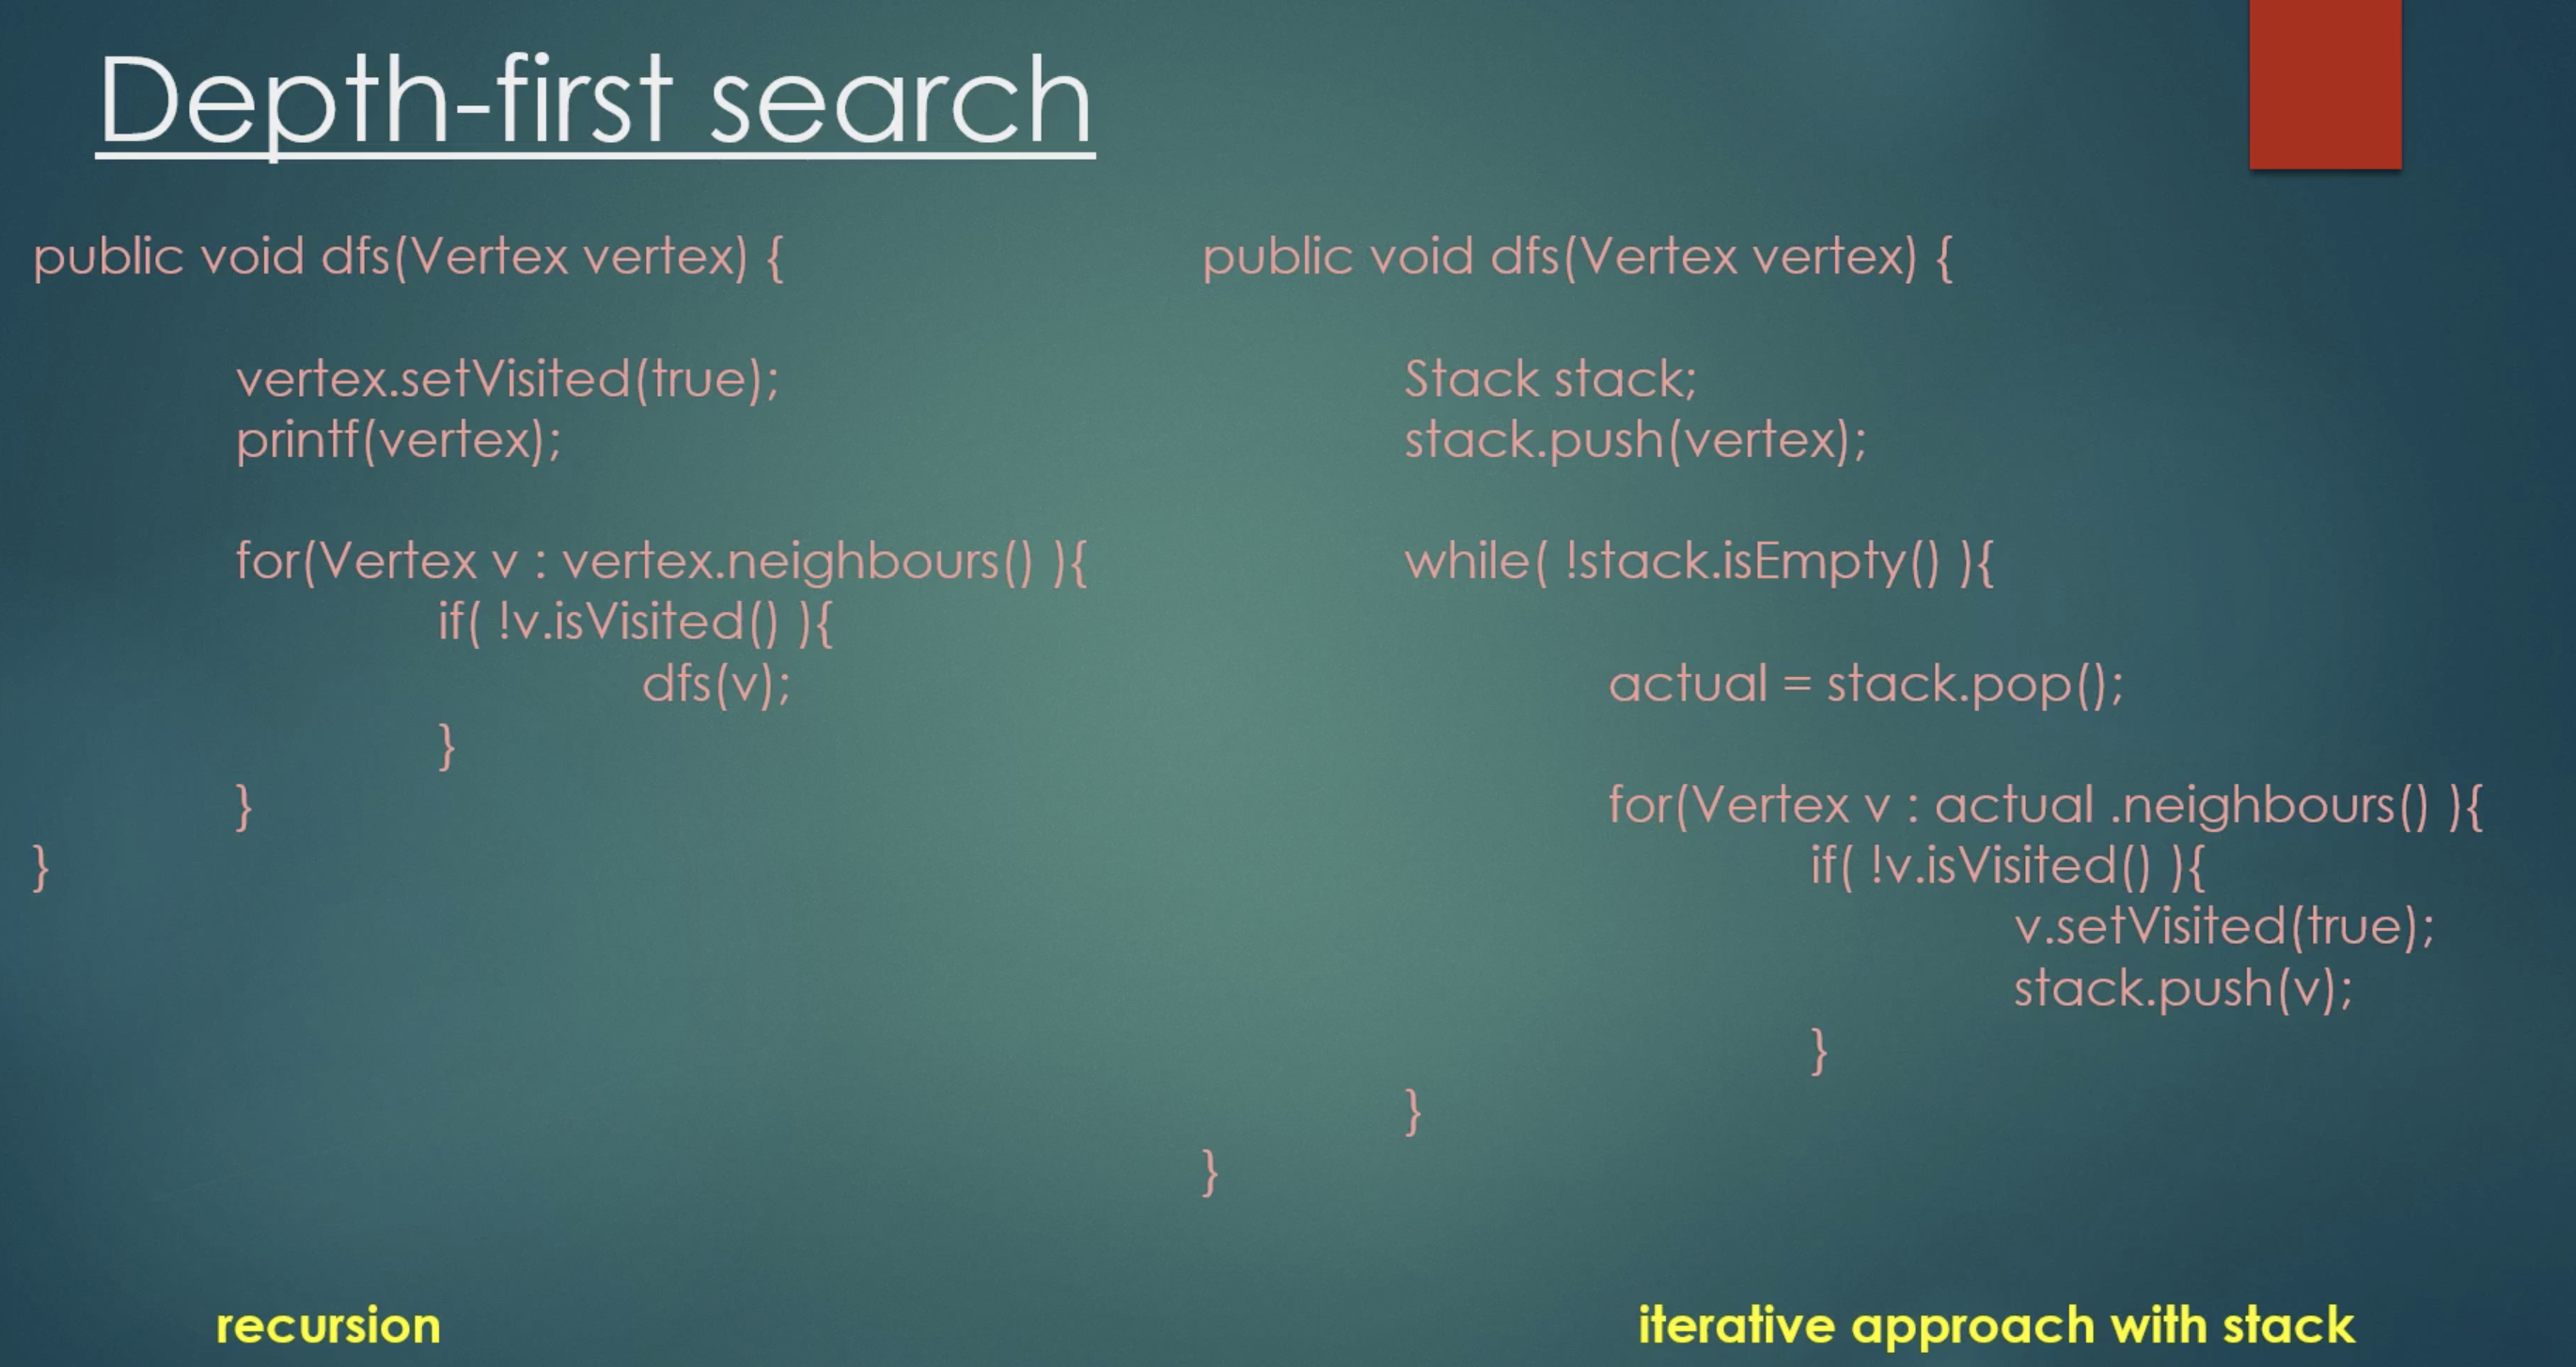 Depth-first search
public void dfs(Vertex vertex) {
vertex.setVisited(true);
printf(vertex);
for(Vertex v : vertex.neighbours() ){
if( !v.isVisited() ){
dfs(v);
}
}
}
recursion
public void dfs(Vertex vertex) {
Stack stack;
stack.push(vertex);
while( !stack.isEmpty() ){
actual = stack.pop();
for(Vertex v : actual .neighbours() ){
if( !v.isVisited() ){
v.setVisited(true);
stack.push(v);
}
}
}
iterative approach with stack